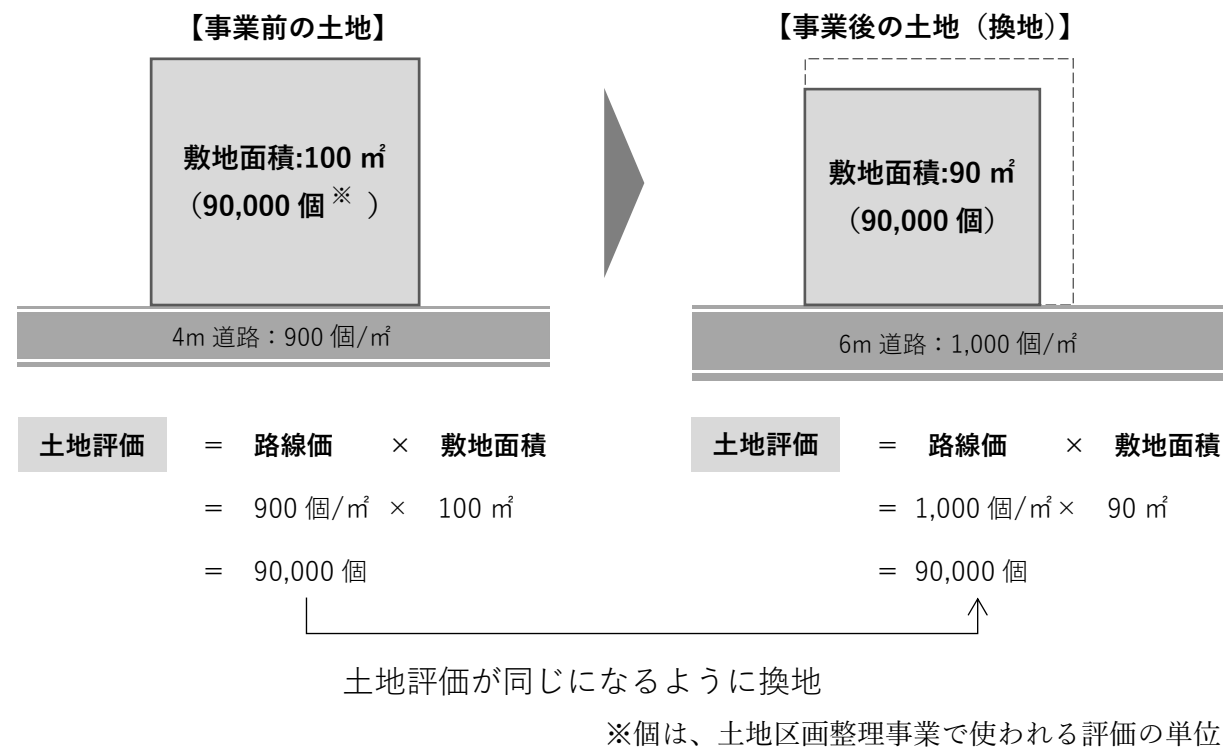 【事業前の土地】
敷地面積:100 ㎡
（90,000 個※ ）
4m 道路：900 個/㎡
土地評価 ＝ 路線価 × 敷地面積
＝ 900 個/㎡ × 100 ㎡
＝ 90,000 個
【事業後の土地（換地）】
敷地面積:90 ㎡
（90,000 個）
6m 道路：1,000 個/㎡
土地評価 ＝ 路線価 × 敷地面積
＝ 1,000 個/㎡× 90 ㎡
＝ 90,000 個
土地評価が同じになるように換地
※個は、土地区画整理事業で使われる評価の単位